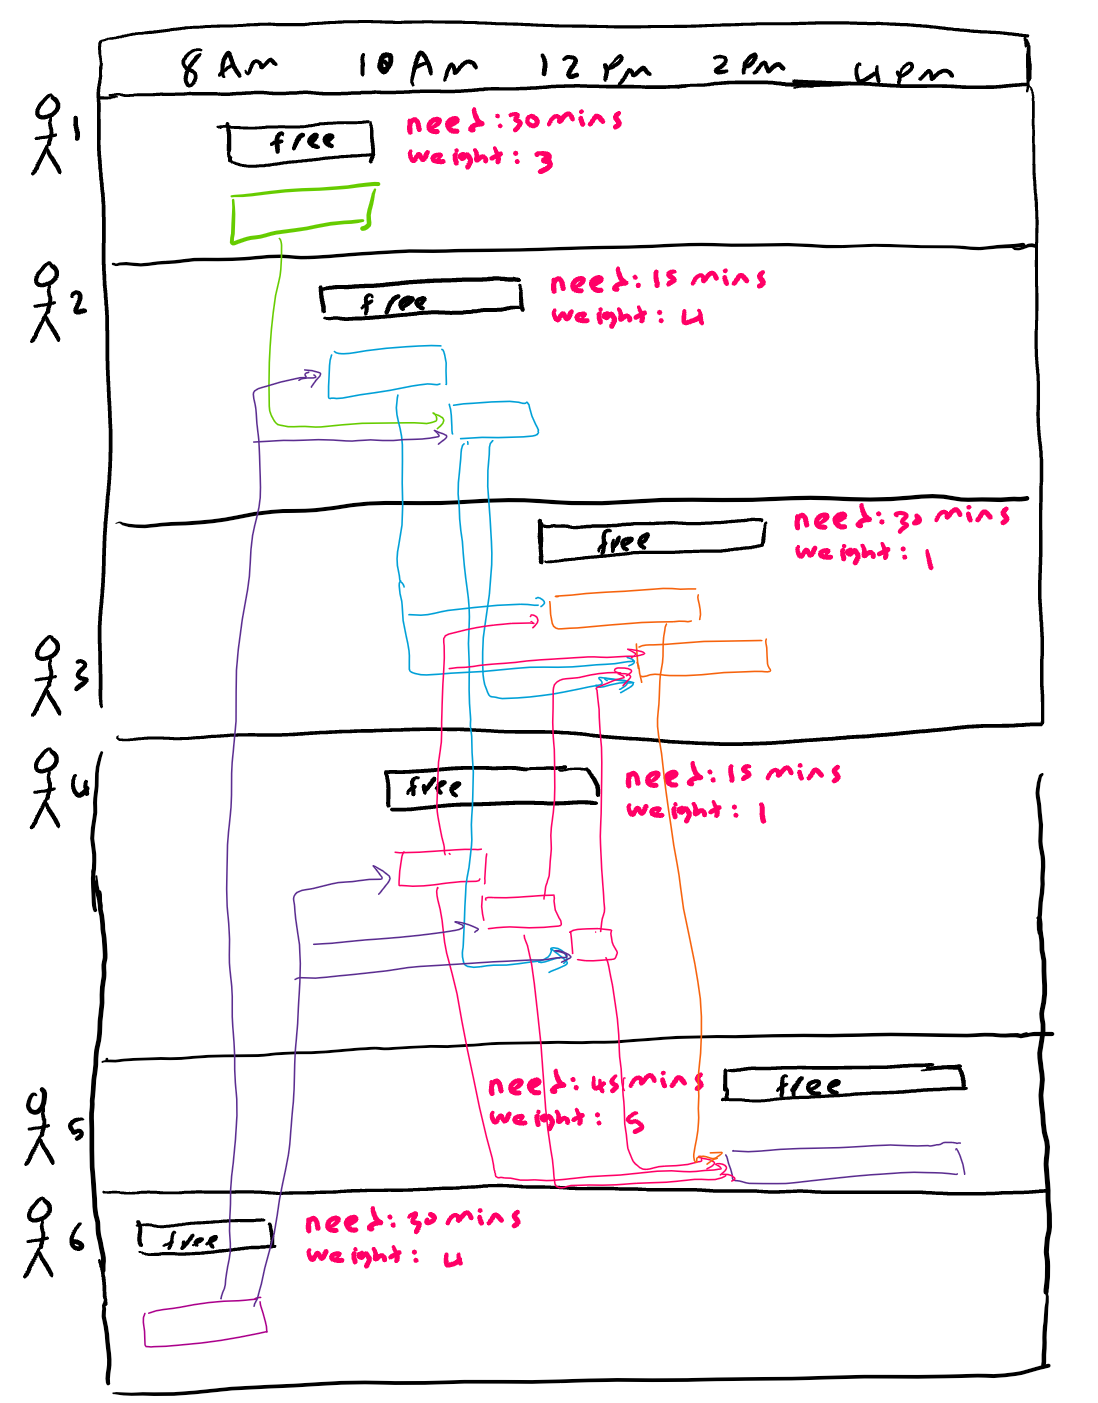 8 AM 10 AM 12 PM 2 PM 4 PM
1
free
need: 30 mins
weight: 3
2
free
need: 15 mins
weight: 4
3
free
need: 30 mins
weight: 1
4
free
need: 15 mins
weight: 1
5
need: 45 mins
weight: 5
free
6
free
need: 30 mins
weight: 4